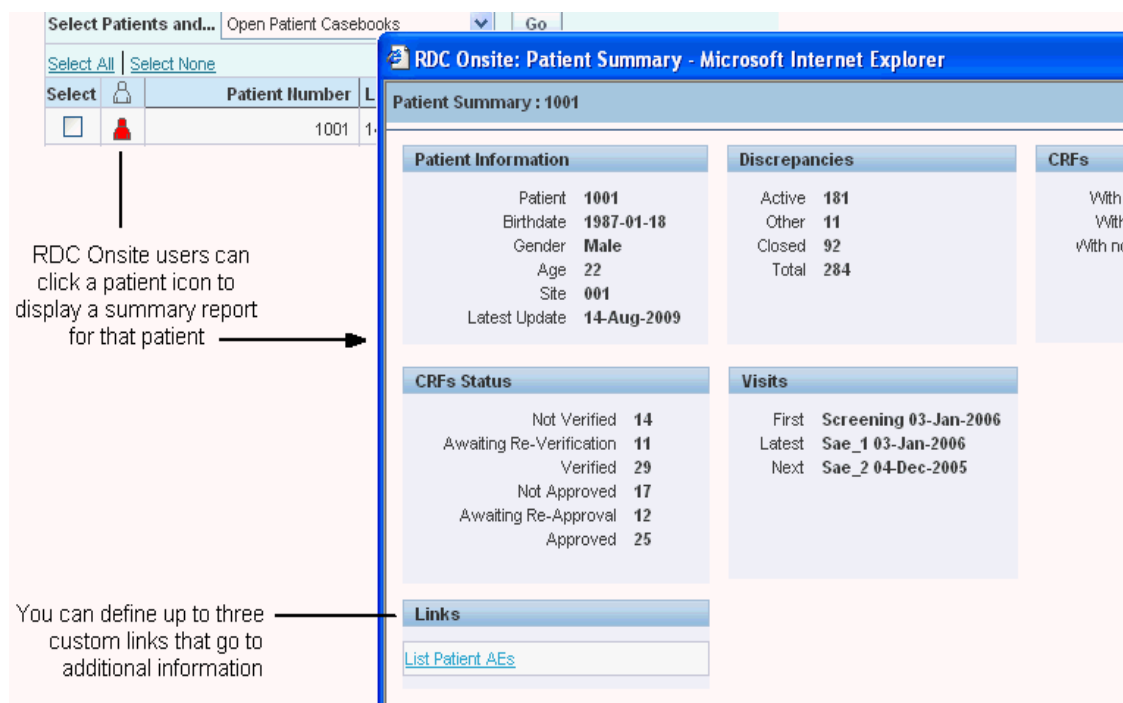 Select Patients and... Open Patient Casebooks Go
Select All | Select None
Select Patient Number L
1001 1-
RDC Onsite users can
click a patient icon to
display a summary report
for that patient
You can define up to three
custom links that go to
additional information
RDC Onsite: Patient Summary - Microsoft Internet Explorer
Patient Summary : 1001
Patient Information
Patient 1001
Birthdate 1987-01-18
Gender Male
Age 22
Site 001
Latest Update 14-Aug-2009
Discrepancies
Active 181
Other 11
Closed 92
Total 284
CRFs
With
With
With no
CRFs Status
Not Verified 14
Awaiting Re-Verification 11
Verified 29
Not Approved 17
Awaiting Re-Approval 12
Approved 25
Visits
First Screening 03-Jan-2006
Latest Sae_1 03-Jan-2006
Next Sae_2 04-Dec-2005
Links
List Patient AEs